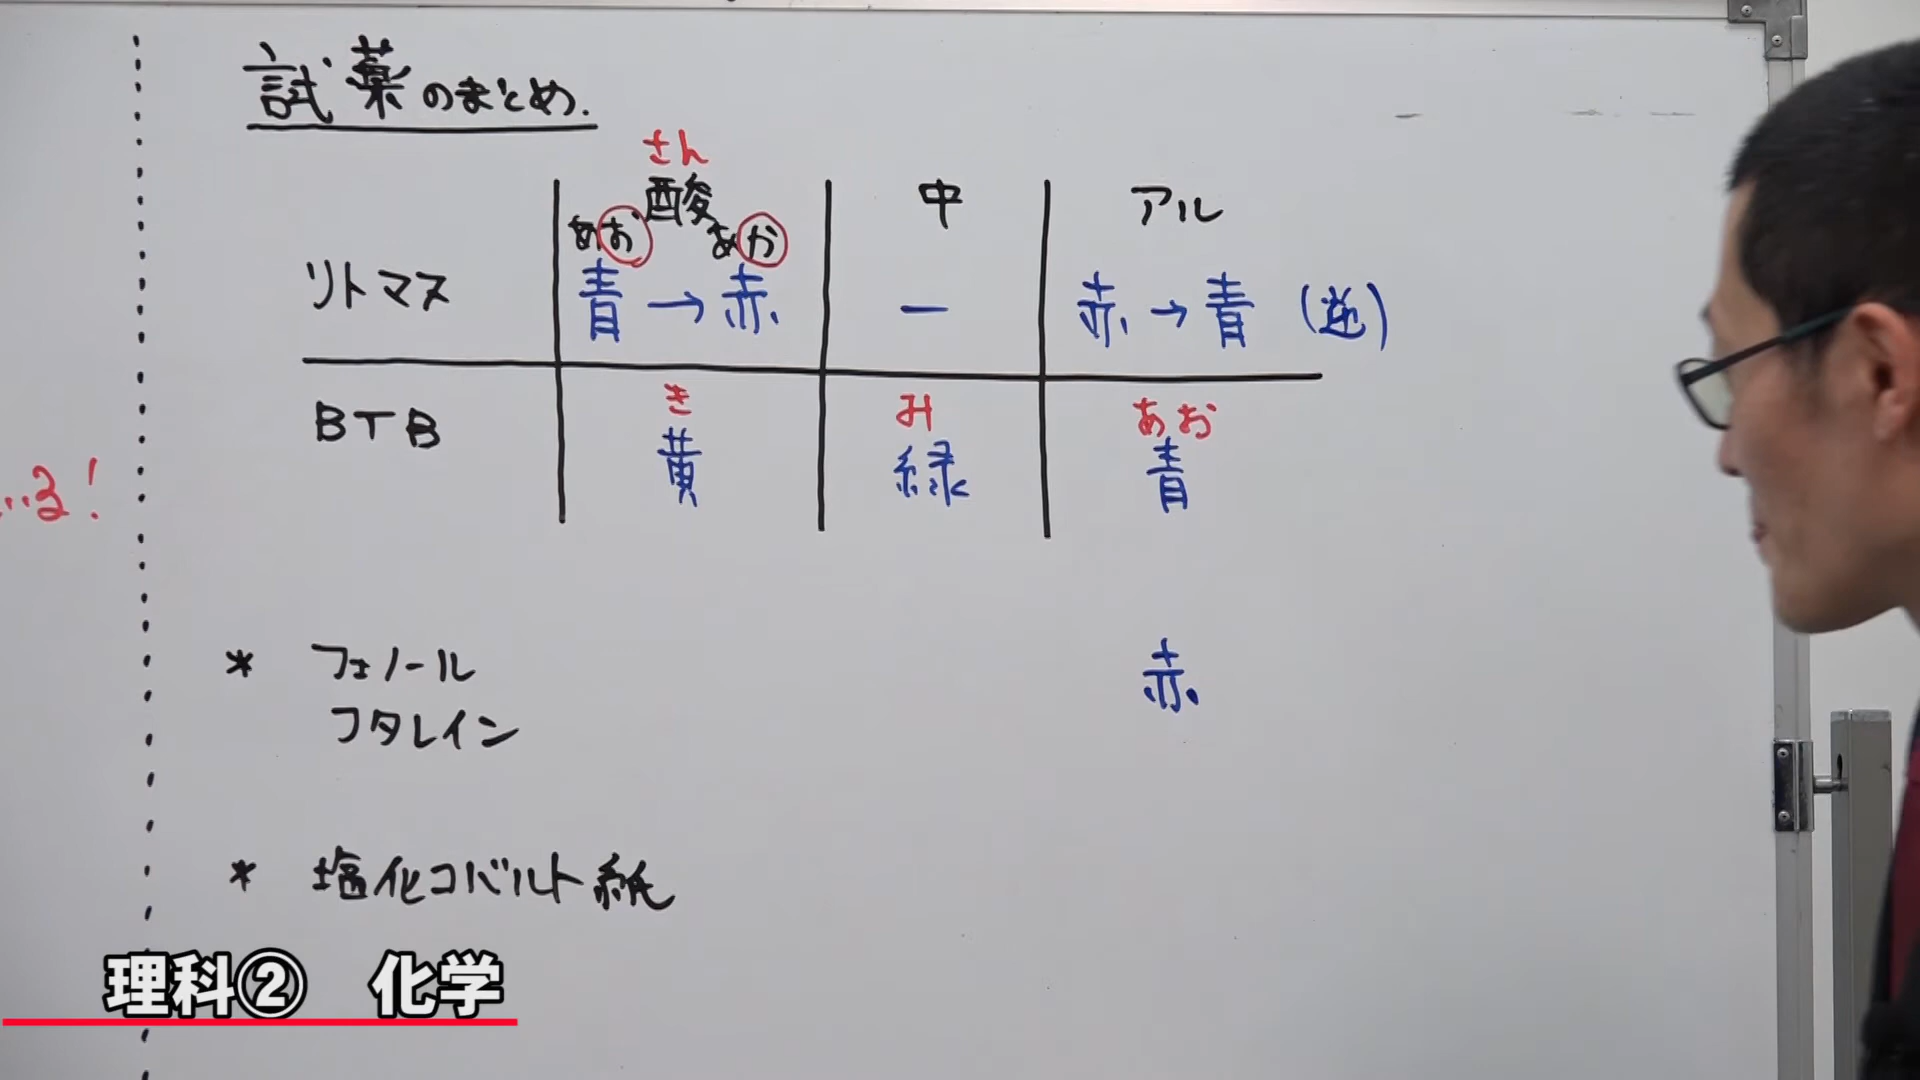 試薬のまとめ.
さん
酸 中 アル
あお あか
リトマス 青→赤 ー 赤→青 (逆)
き み あお
BTB 黄 緑 青
る!
* フェノール 赤
フタレイン
* 塩化コバルト紙
理科② 化学